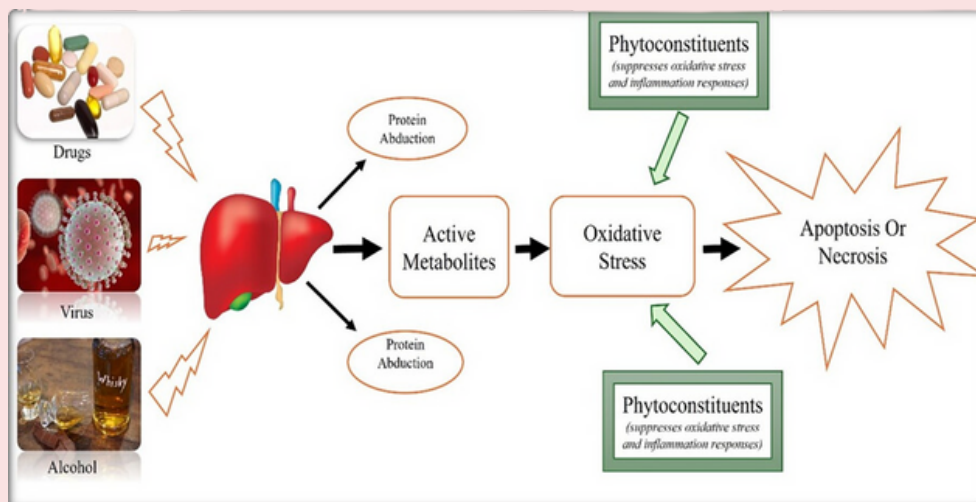 Drugs
Virus
Whisky
Alcohol
Protein
Abduction
Active
Metabolites
Protein
Abduction
Phytoconstituents
(suppresses oxidative stress
and inflammation responses)
Oxidative
Stress
Phytoconstituents
(suppresses oxidative stress
and inflammation responses)
Apoptosis Or
Necrosis